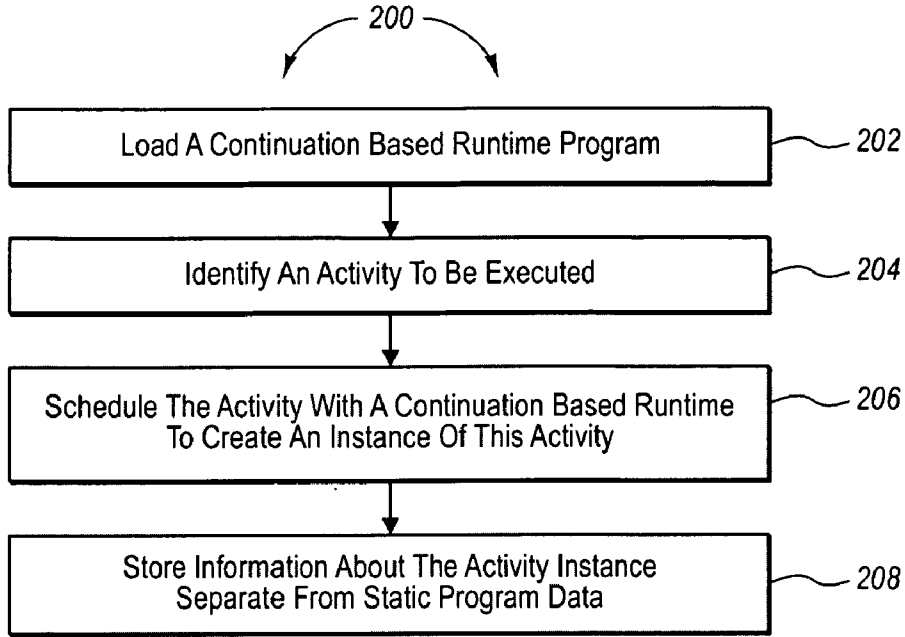 200
Load A Continuation Based Runtime Program
202
Identify An Activity To Be Executed
204
Schedule The Activity With A Continuation Based Runtime
To Create An Instance Of This Activity
206
Store Information About The Activity Instance
Separate From Static Program Data
208